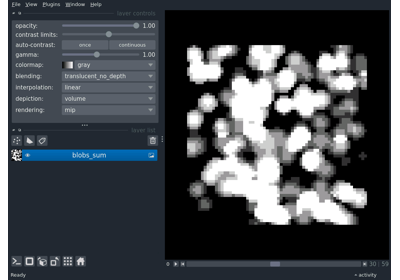 File View Plugins Window Help
layer controls
opacity: 1.00
contrast limits:
auto-contrast: once continuous
gamma: 1.00
colormap: gray
blending: translucent_no_depth
interpolation: linear
depiction: volume
rendering: mip
layer list
blobs_sum
30 59
Ready activity